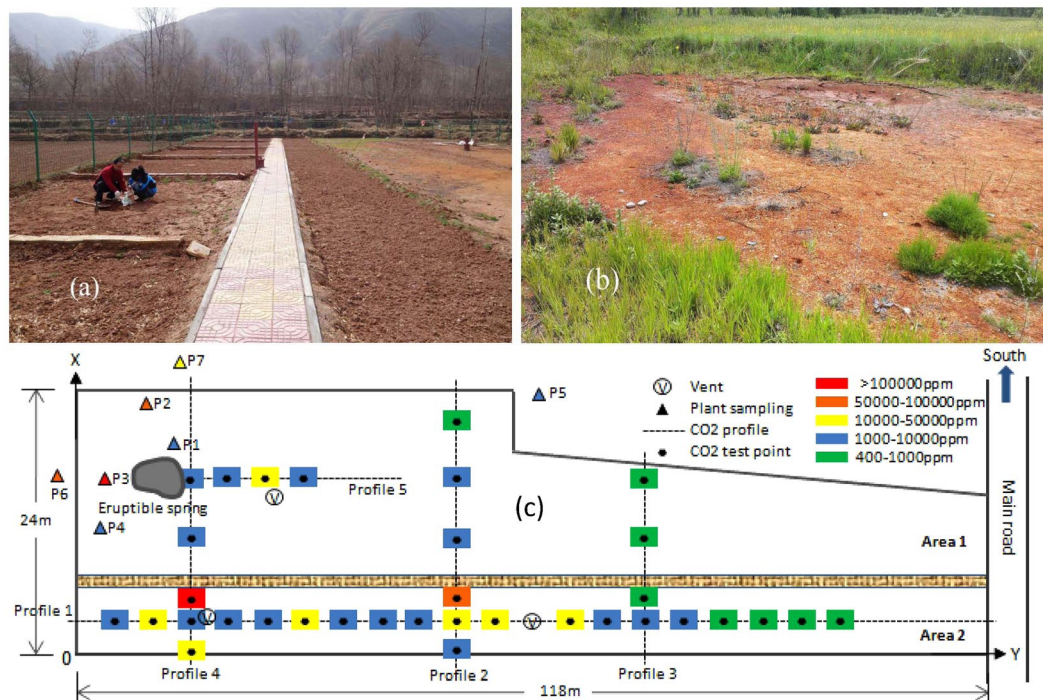 (a)
(b)
X
P7
South
P2
P5
Vent
>100000ppm
Plant sampling
50000-100000ppm
P1
CO2 profile
10000-50000ppm
CO2 test point
1000-10000ppm
400-1000ppm
P3
P6
Profile 5
Eruptible spring
(c)
24m
P4
Main road
Area 1
Profile 1
Area 2
0
Y
Profile 4
Profile 2
Profile 3
118m
V
V
V
V